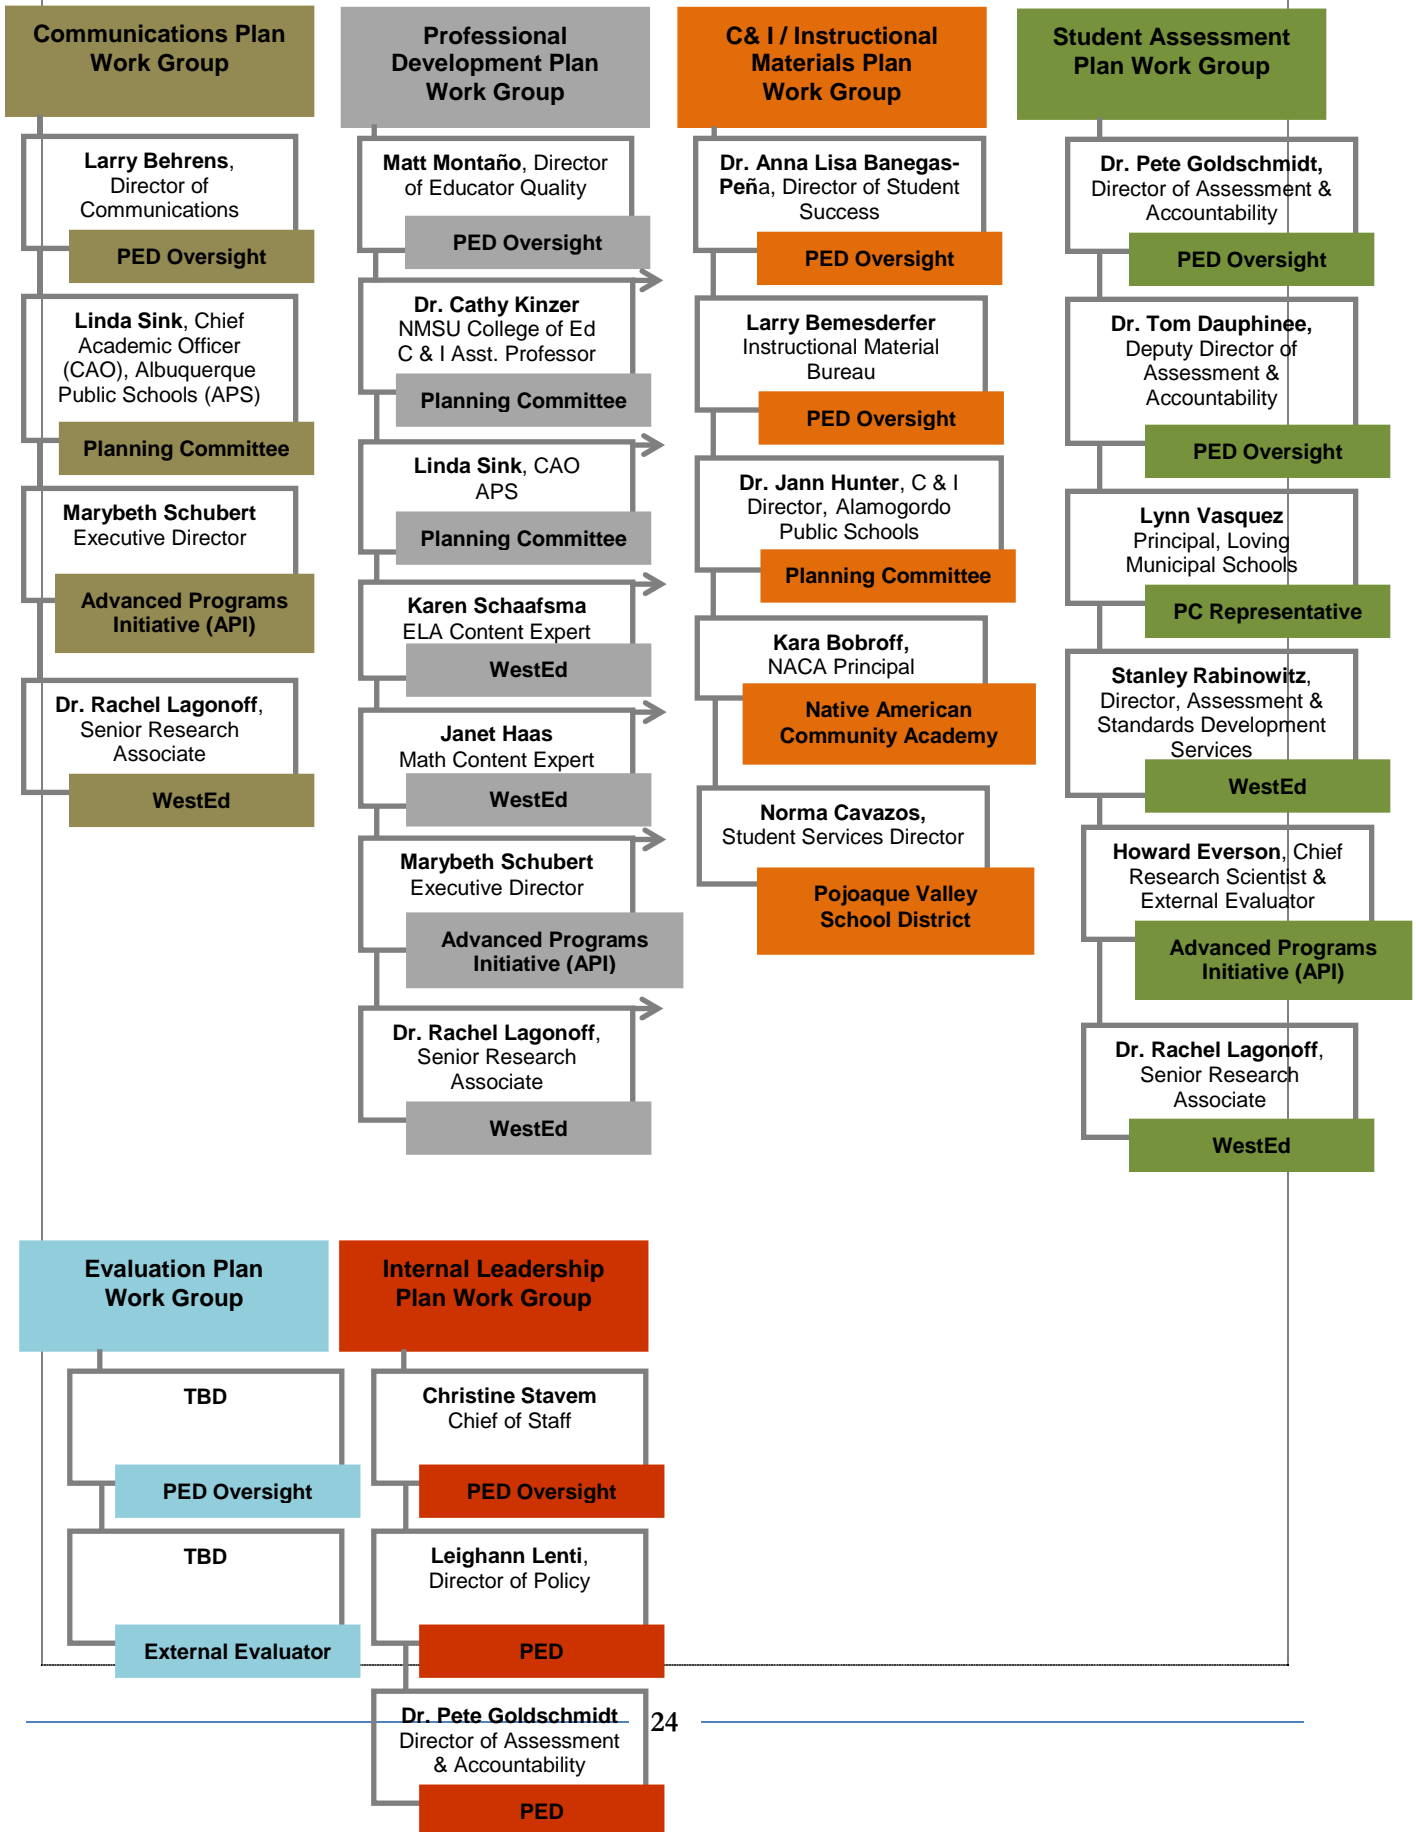 Communications Plan
Work Group
Larry Behrens,
Director of
Communications
PED Oversight
Linda Sink, Chief
Academic Officer
(CAO), Albuquerque
Public Schools (APS)
Planning Committee
Marybeth Schubert
Executive Director
Advanced Programs
Initiative (API)
Dr. Rachel Lagonoff,
Senior Research
Associate
WestEd
Professional
Development Plan
Work Group
Matt Montaño, Director
of Educator Quality
PED Oversight
Dr. Cathy Kinzer
NMSU College of Ed
C & I Asst. Professor
Planning Committee
Linda Sink, CAO
APS
Planning Committee
Karen Schaafsma
ELA Content Expert
WestEd
Janet Haas
Math Content Expert
WestEd
Marybeth Schubert
Executive Director
Advanced Programs
Initiative (API)
Dr. Rachel Lagonoff,
Senior Research
Associate
WestEd
C& I / Instructional
Materials Plan
Work Group
Dr. Anna Lisa Banegas-
Peña, Director of Student
Success
PED Oversight
Larry Bemesderfer
Instructional Material
Bureau
PED Oversight
Dr. Jann Hunter, C & I
Director, Alamogordo
Public Schools
Planning Committee
Kara Bobroff,
NACA Principal
Native American
Community Academy
Norma Cavazos,
Student Services Director
Pojoaque Valley
School District
Student Assessment
Plan Work Group
Dr. Pete Goldschmidt,
Director of Assessment &
Accountability
PED Oversight
Dr. Tom Dauphinee,
Deputy Director of
Assessment &
Accountability
PED Oversight
Lynn Vasquez
Principal, Loving
Municipal Schools
PC Representative
Stanley Rabinowitz,
Director, Assessment &
Standards Development
Services
WestEd
Howard Everson, Chief
Research Scientist &
External Evaluator
Advanced Programs
Initiative (API)
Dr. Rachel Lagonoff,
Senior Research
Associate
WestEd
Evaluation Plan
Work Group
TBD
PED Oversight
TBD
External Evaluator
Internal Leadership
Plan Work Group
Christine Stavem
Chief of Staff
PED Oversight
Leighann Lenti,
Director of Policy
PED
Dr. Pete Goldschmidt
Director of Assessment
& Accountability
PED
24